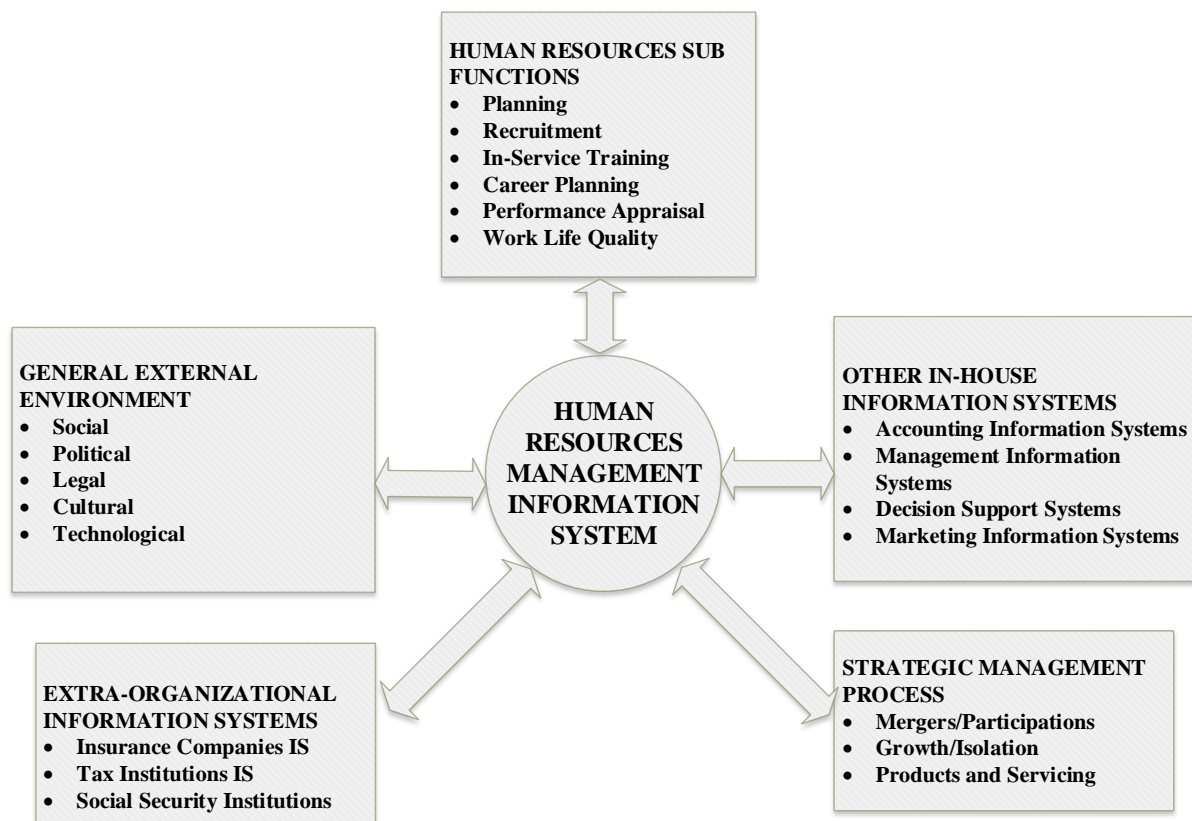 HUMAN RESOURCES SUB
FUNCTIONS
• Planning
• Recruitment
• In-Service Training
• Career Planning
• Performance Appraisal
• Work Life Quality
GENERAL EXTERNAL
ENVIRONMENT
• Social
• Political
• Legal
• Cultural
• Technological
HUMAN
RESOURCES
MANAGEMENT
INFORMATION
SYSTEM
OTHER IN-HOUSE
INFORMATION SYSTEMS
• Accounting Information Systems
• Management Information
Systems
• Decision Support Systems
• Marketing Information Systems
EXTRA-ORGANIZATIONAL
INFORMATION SYSTEMS
• Insurance Companies IS
• Tax Institutions IS
• Social Security Institutions
STRATEGIC MANAGEMENT
PROCESS
• Mergers/Participations
• Growth/Isolation
• Products and Servicing